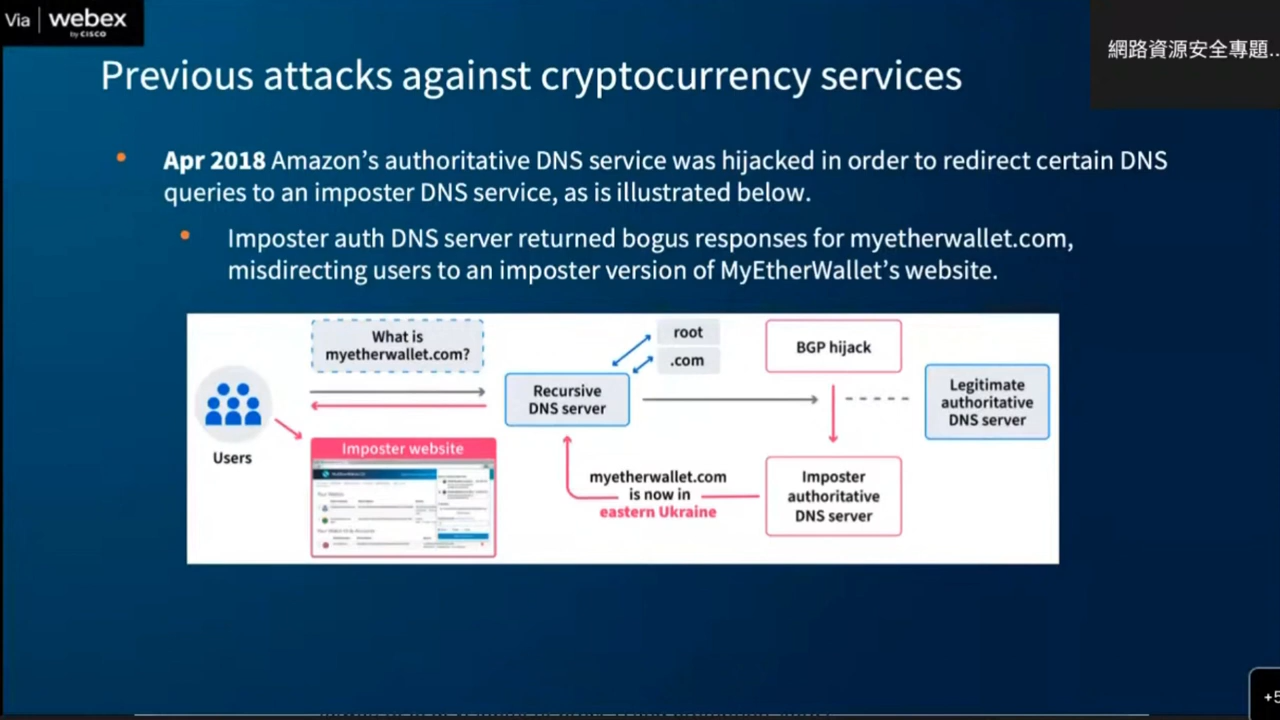 Via | webex
by CISCO
網路資源安全專題..
Previous attacks against cryptocurrency services
• Apr 2018 Amazon’s authoritative DNS service was hijacked in order to redirect certain DNS
queries to an imposter DNS service, as is illustrated below.
• Imposter auth DNS server returned bogus responses for myetherwallet.com,
misdirecting users to an imposter version of MyEtherWallet’s website.
What is
myetherwallet.com?
root
.com
BGP hijack
Recursive
DNS server
Legitimate
authoritative
DNS server
Users
Imposter website
myetherwallet.com
is now in
eastern Ukraine
Imposter
authoritative
DNS server
+5